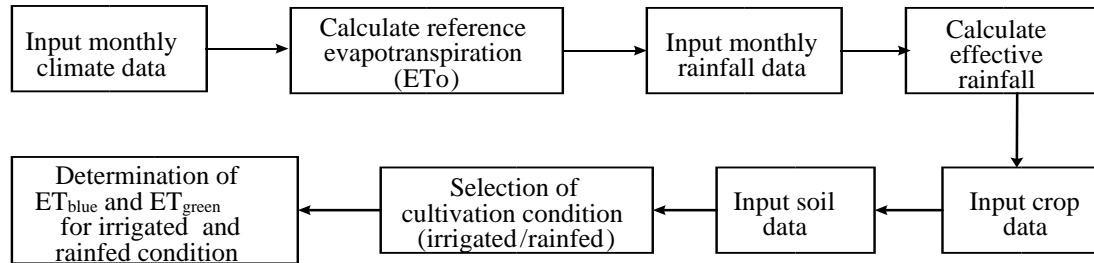 Input monthly
climate data
Calculate reference
evapotranspiration
(ETo)
Input monthly
rainfall data
Calculate
effective
rainfall
Input crop
data
Input soil
data
Selection of
cultivation condition
(irrigated/rainfed)
Determination of
ETblue and ETgreen
for irrigated and
rainfed condition